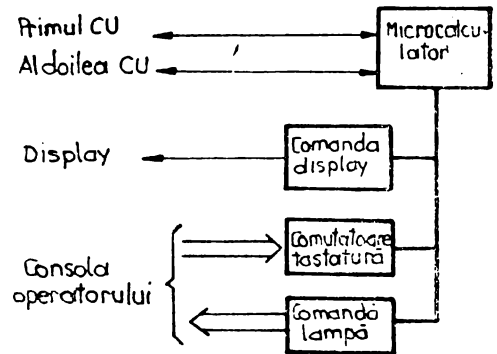 Primul CU
Al doilea CU
Microcalcu-
lator
Display
Comanda
display
Comutatoare
tastatură
Consola
operatorului
Comandă
lampă